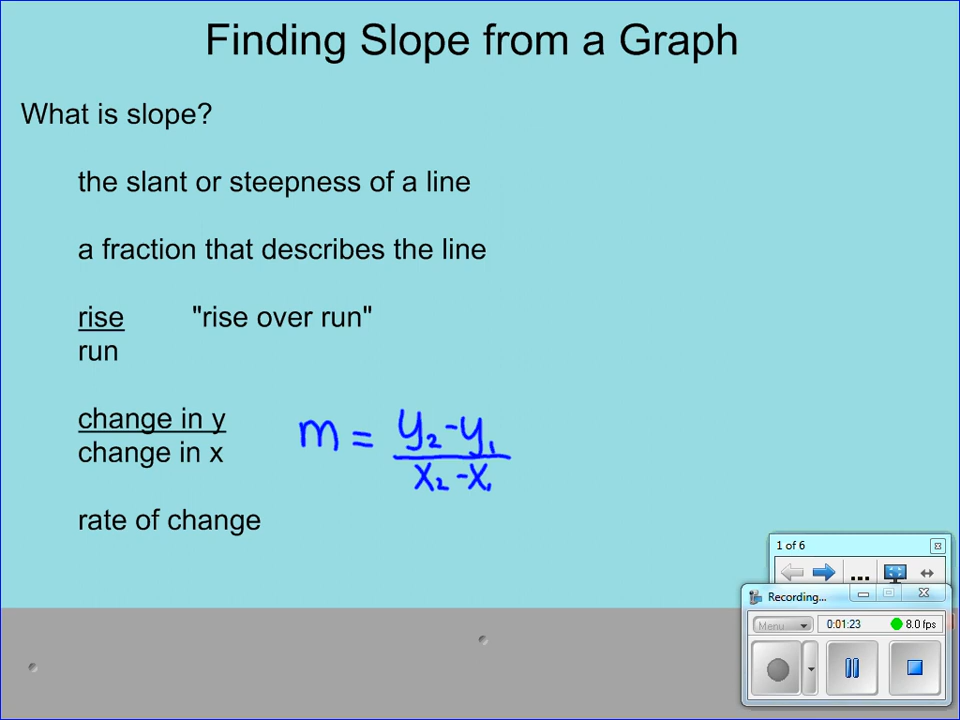 Finding Slope from a Graph
What is slope?
the slant or steepness of a line
a fraction that describes the line
rise "rise over run"
run
change in y
change in x
m = y₂-y₁
x₂-x₁
rate of change
1 of 6
...
Recording...
Menu 0:01:23 8.0 fps